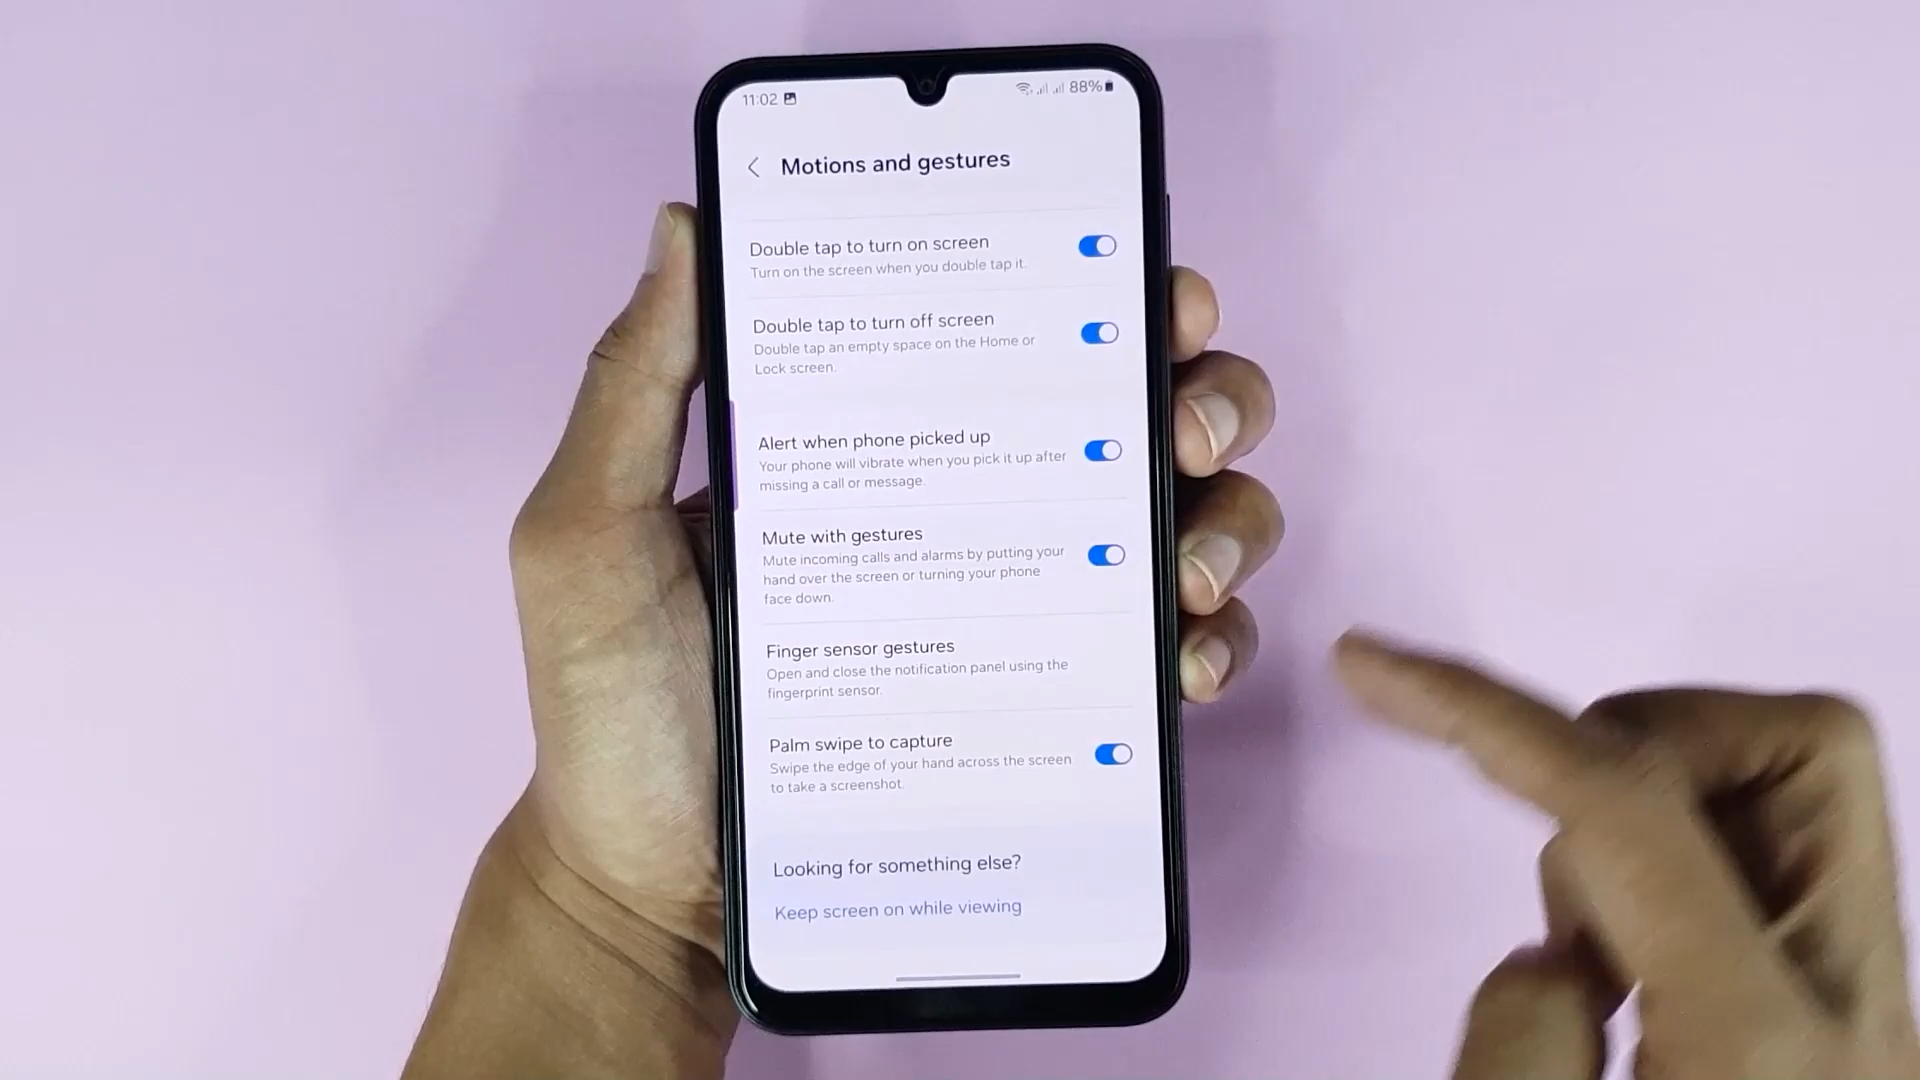 11:02
88%
Motions and gestures
Double tap to turn on screen
Turn on the screen when you double tap it.
Double tap to turn off screen
Double tap an empty space on the Home or
Lock screen.
Alert when phone picked up
Your phone will vibrate when you pick it up after
missing a call or message.
Mute with gestures
Mute incoming calls and alarms by putting your
hand over the screen or turning your phone
face down.
Finger sensor gestures
Open and close the notification panel using the
fingerprint sensor.
Palm swipe to capture
Swipe the edge of your hand across the screen
to take a screenshot.
Looking for something else?
Keep screen on while viewing